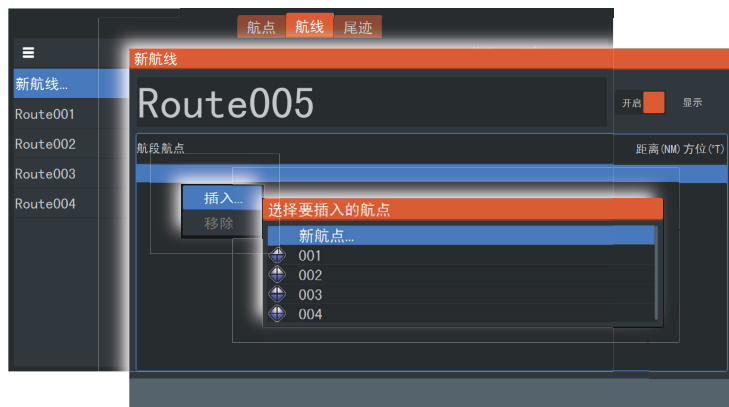 航点 航线 尾迹
新航线
新航线…
Route005
开启 显示
Route001
Route002
Route003
Route004
航段航点 距离(NM) 方位(°T)
插入…
移除
选择要插入的航点
新航点…
001
002
003
004